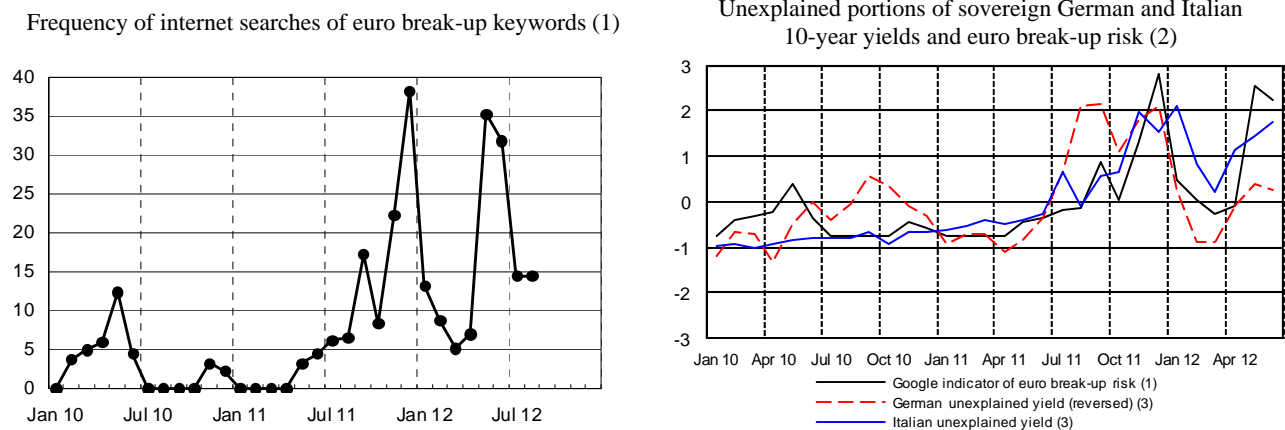 Frequency of internet searches of euro break-up keywords (1)
40
35
30
25
20
15
10
5
0
Jan 10 Jul 10 Jan 11 Jul 11 Jan 12 Jul 12
Unexplained portions of sovereign German and Italian
10-year yields and euro break-up risk (2)
3
2
1
0
-1
-2
-3
Jan 10 Apr 10 Jul 10 Oct 10 Jan 11 Apr 11 Jul 11 Oct 11 Jan 12 Apr 12
Google indicator of euro break-up risk (1)
German unexplained yield (reversed) (3)
Italian unexplained yield (3)